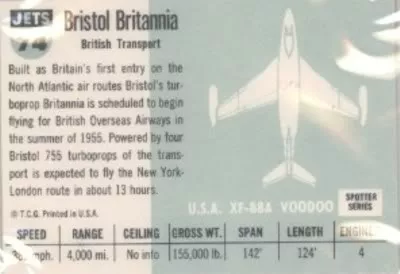 JETS
74
Bristol Britannia
British Transport
Built as Britain's first entry on the
North Atlantic air routes Bristol's tur-
boprop Britannia is scheduled to begin
flying for British Overseas Airways in
the summer of 1955. Powered by four
Bristol 755 turboprops of the trans-
port is expected to fly the New York-
London route in about 13 hours.
© T.C.G. Printed in U.S.A.
U.S.A. XF-88A VOODOO
SPOTTER
SERIES
SPEED RANGE CEILING GROSS WT. SPAN LENGTH ENGINES
mph. 4,000 mi. No info 155,000 lb. 142' 124' 4